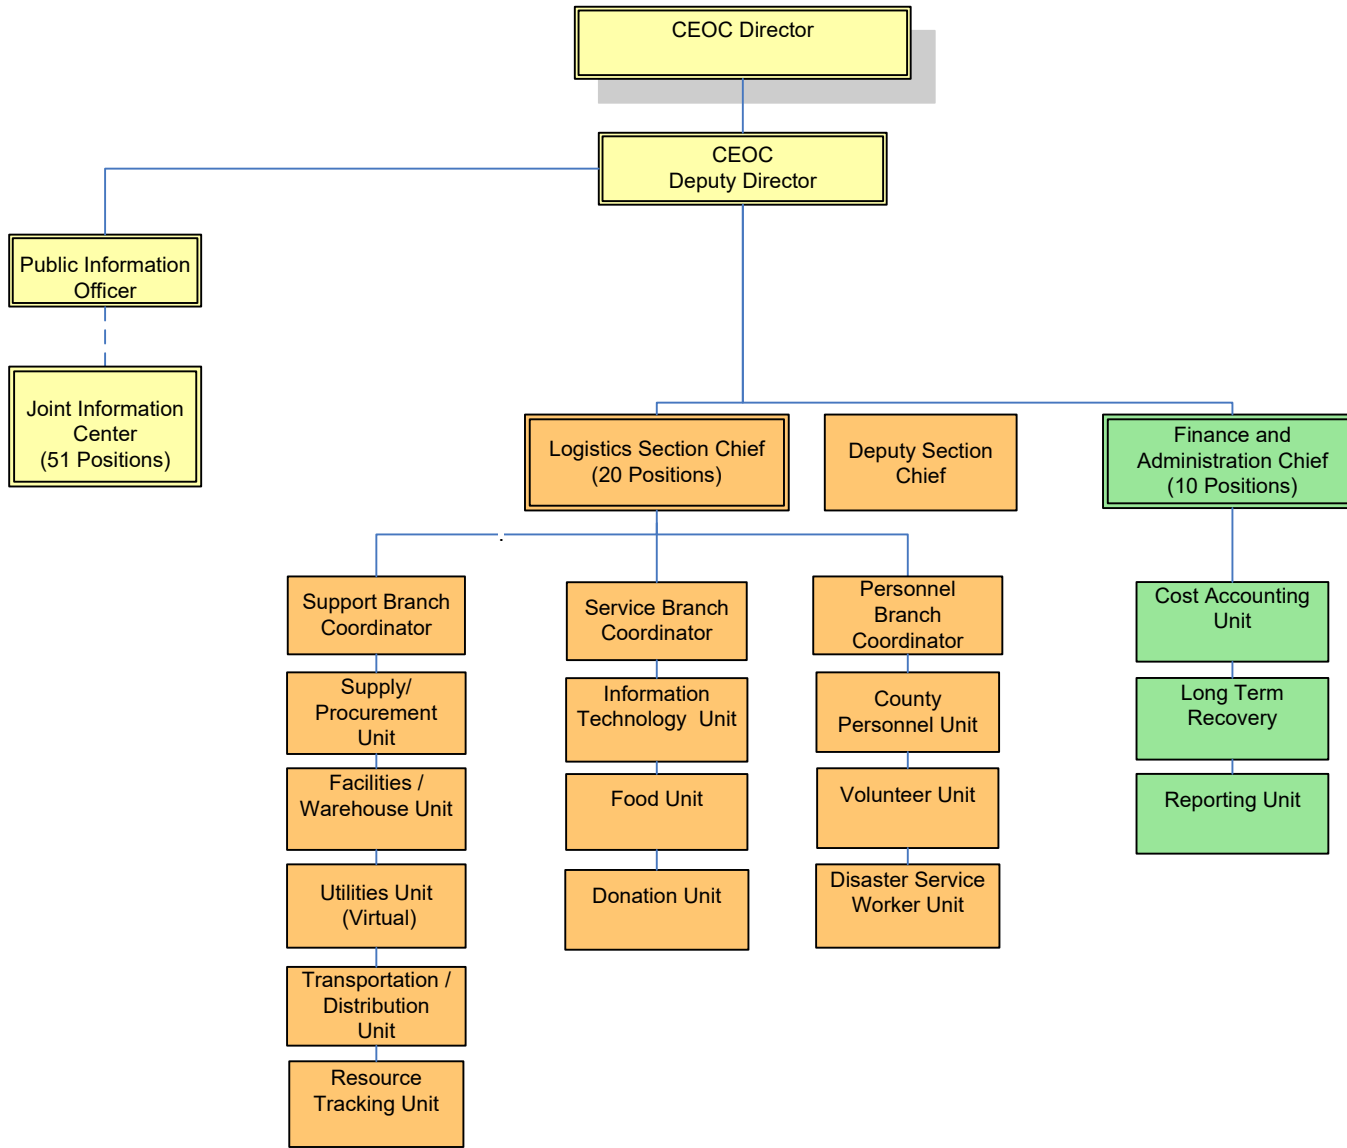 CEOC Director
CEOC
Deputy Director
Public Information
Officer
Joint Information
Center
(51 Positions)
Logistics Section Chief
(20 Positions)
Deputy Section
Chief
Finance and
Administration Chief
(10 Positions)
.
Support Branch
Coordinator
Supply/
Procurement
Unit
Facilities /
Warehouse Unit
Utilities Unit
(Virtual)
Transportation /
Distribution
Unit
Resource
Tracking Unit
Service Branch
Coordinator
Information
Technology  Unit
Food Unit
Donation Unit
Personnel
Branch
Coordinator
County
Personnel Unit
Volunteer Unit
Disaster Service
Worker Unit
Cost Accounting
Unit
Long Term
Recovery
Reporting Unit